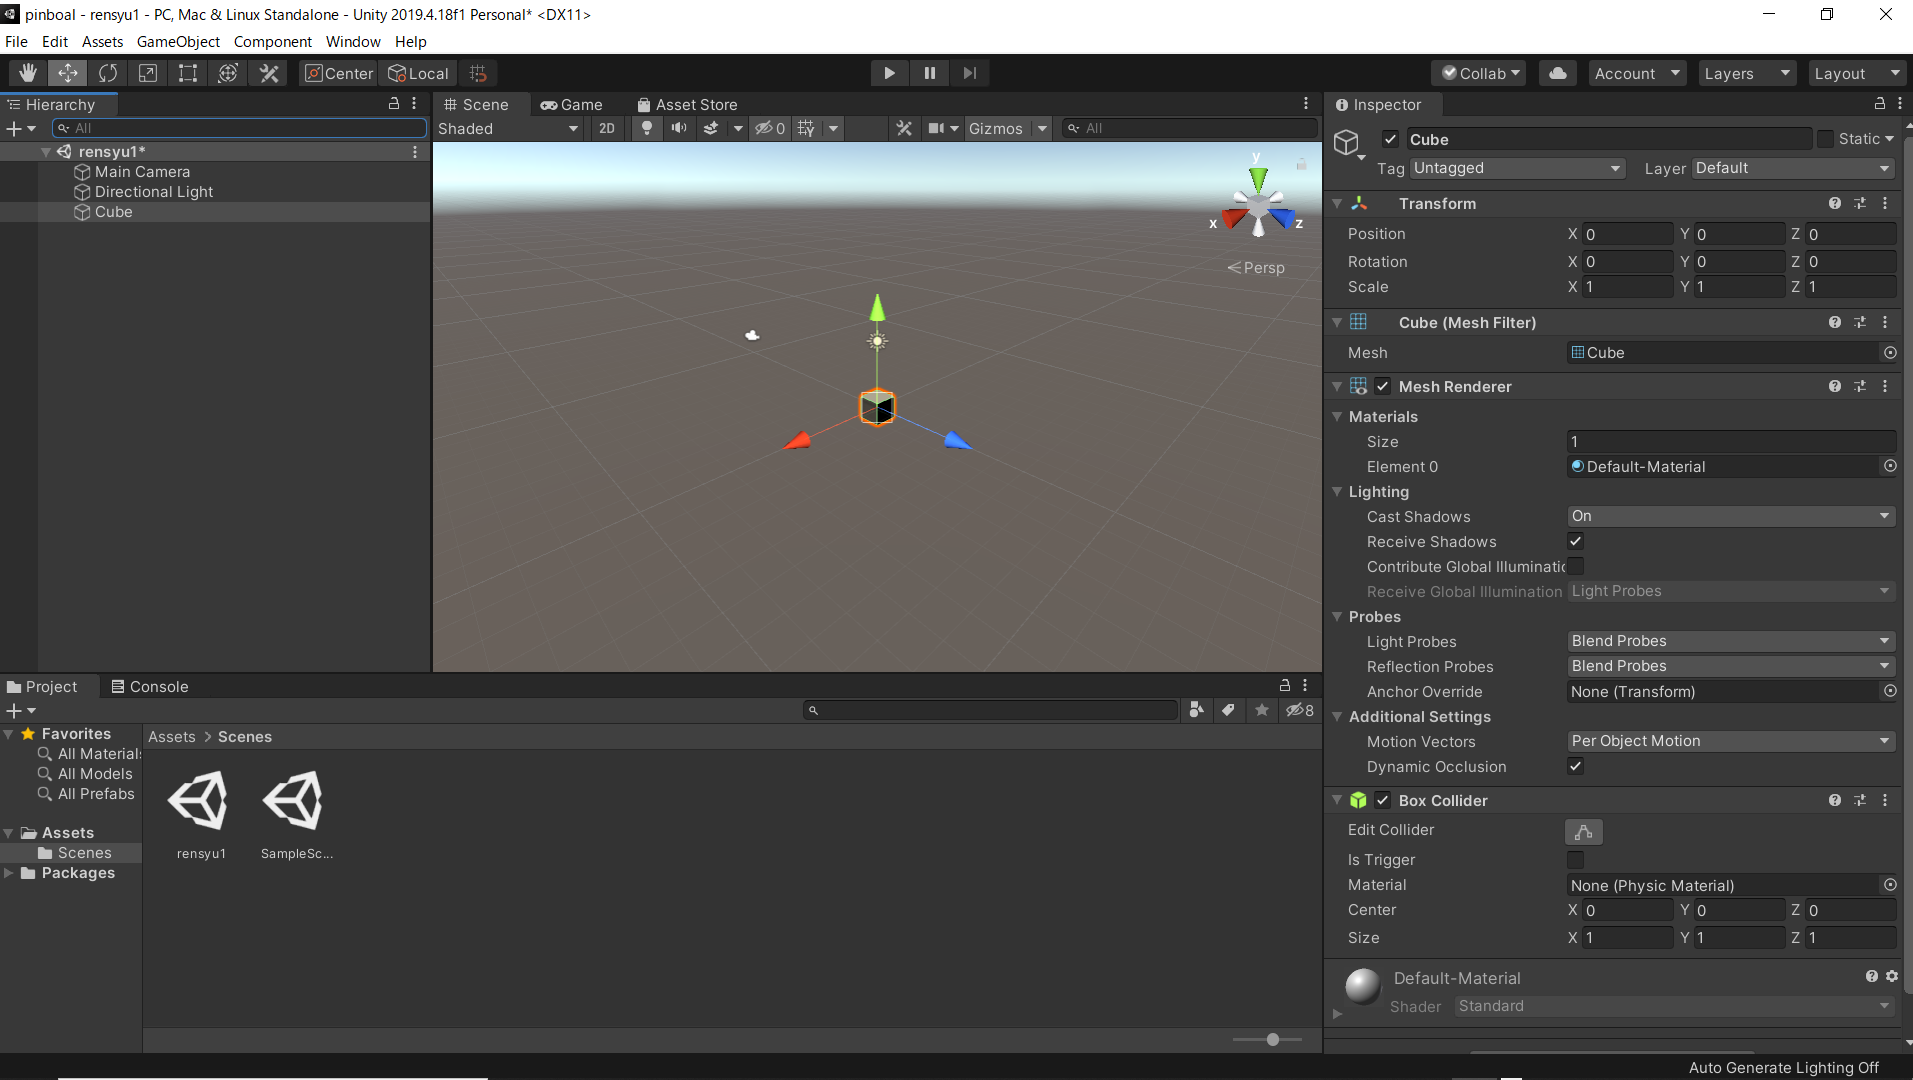 pinboal - rensyu1 - PC, Mac & Linux Standalone - Unity 2019.4.18f1 Personal* <DX11>
File Edit Assets GameObject Component Window Help
Center Local Collab Account Layers Layout
Hierarchy
All
rensyu1*
Main Camera
Directional Light
Cube
Scene Game Asset Store
Shaded 2D 0 Gizmos All
y
x z
Persp
Inspector
Cube Static
Tag Untagged Layer Default
Transform
Position X 0 Y 0 Z 0
Rotation X 0 Y 0 Z 0
Scale X 1 Y 1 Z 1
Cube (Mesh Filter)
Mesh Cube
Mesh Renderer
Materials
Size 1
Element 0 Default-Material
Lighting
Cast Shadows On
Receive Shadows
Contribute Global Illuminatic
Receive Global Illumination Light Probes
Probes
Light Probes Blend Probes
Reflection Probes Blend Probes
Anchor Override None (Transform)
Additional Settings
Motion Vectors Per Object Motion
Dynamic Occlusion
Box Collider
Edit Collider
Is Trigger
Material None (Physic Material)
Center X 0 Y 0 Z 0
Size X 1 Y 1 Z 1
Default-Material
Shader Standard
Project Console
8
Favorites
All Materials
All Models
All Prefabs
Assets
Scenes
Packages
Assets > Scenes
rensyu1 SampleSc...
Auto Generate Lighting Off